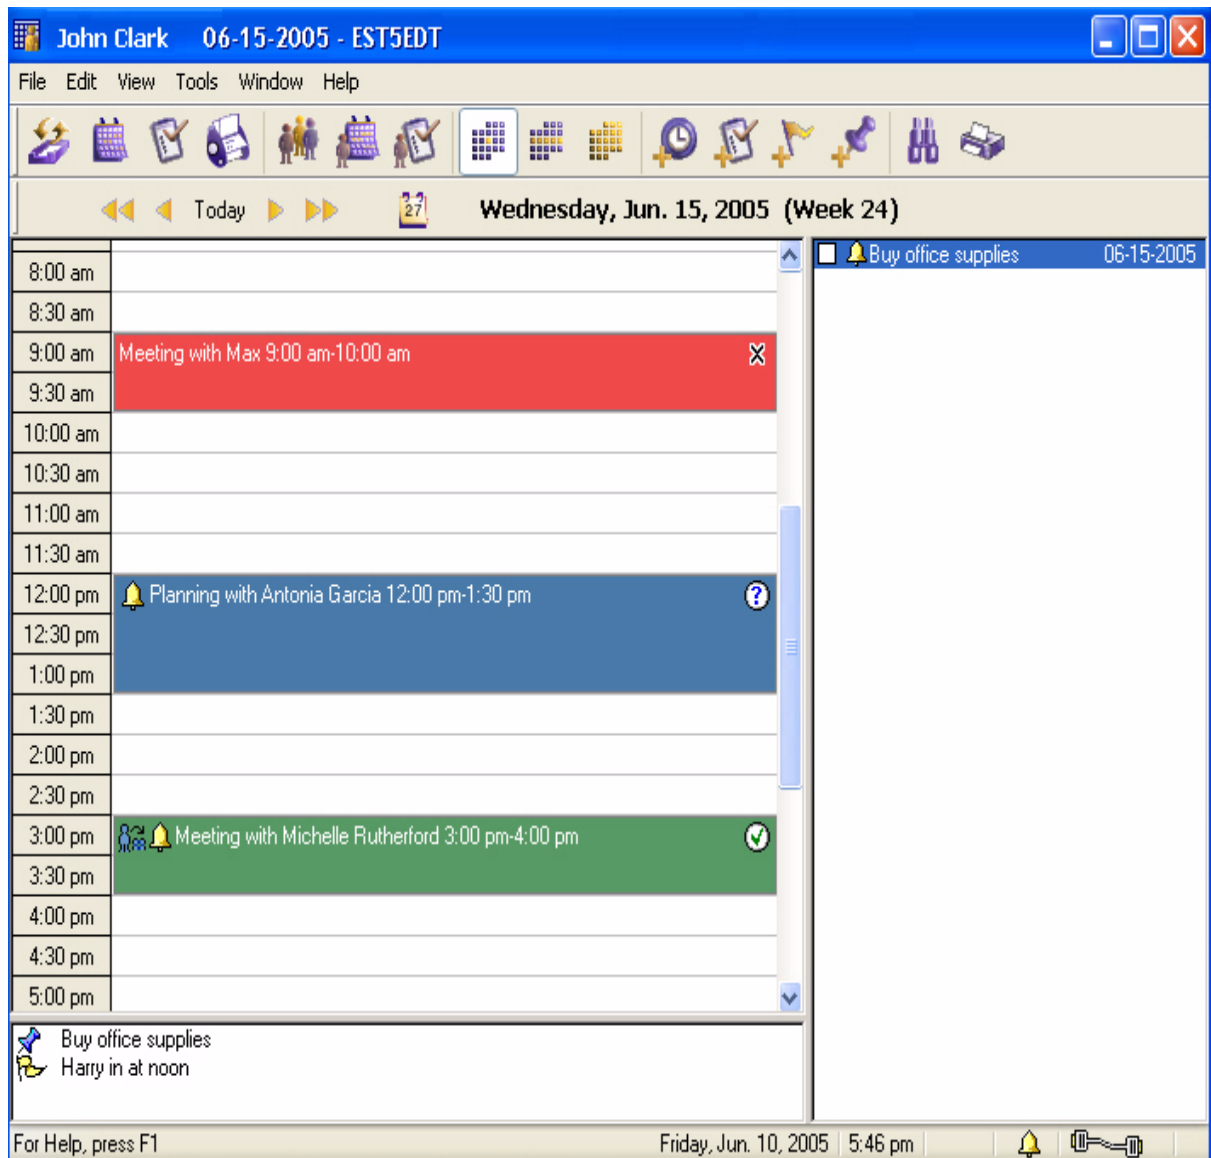 John Clark 06-15-2005 - EST5EDT
File Edit View Tools Window Help
Today 27 Wednesday, Jun. 15, 2005 (Week 24)
8:00 am
8:30 am
9:00 am Meeting with Max 9:00 am-10:00 am
9:30 am
10:00 am
10:30 am
11:00 am
11:30 am
12:00 pm Planning with Antonia Garcia 12:00 pm-1:30 pm ?
12:30 pm
1:00 pm
1:30 pm
2:00 pm
2:30 pm
3:00 pm Meeting with Michelle Rutherford 3:00 pm-4:00 pm
3:30 pm
4:00 pm
4:30 pm
5:00 pm
Buy office supplies 06-15-2005
Buy office supplies
Harry in at noon
For Help, press F1 Friday, Jun. 10, 2005 5:46 pm